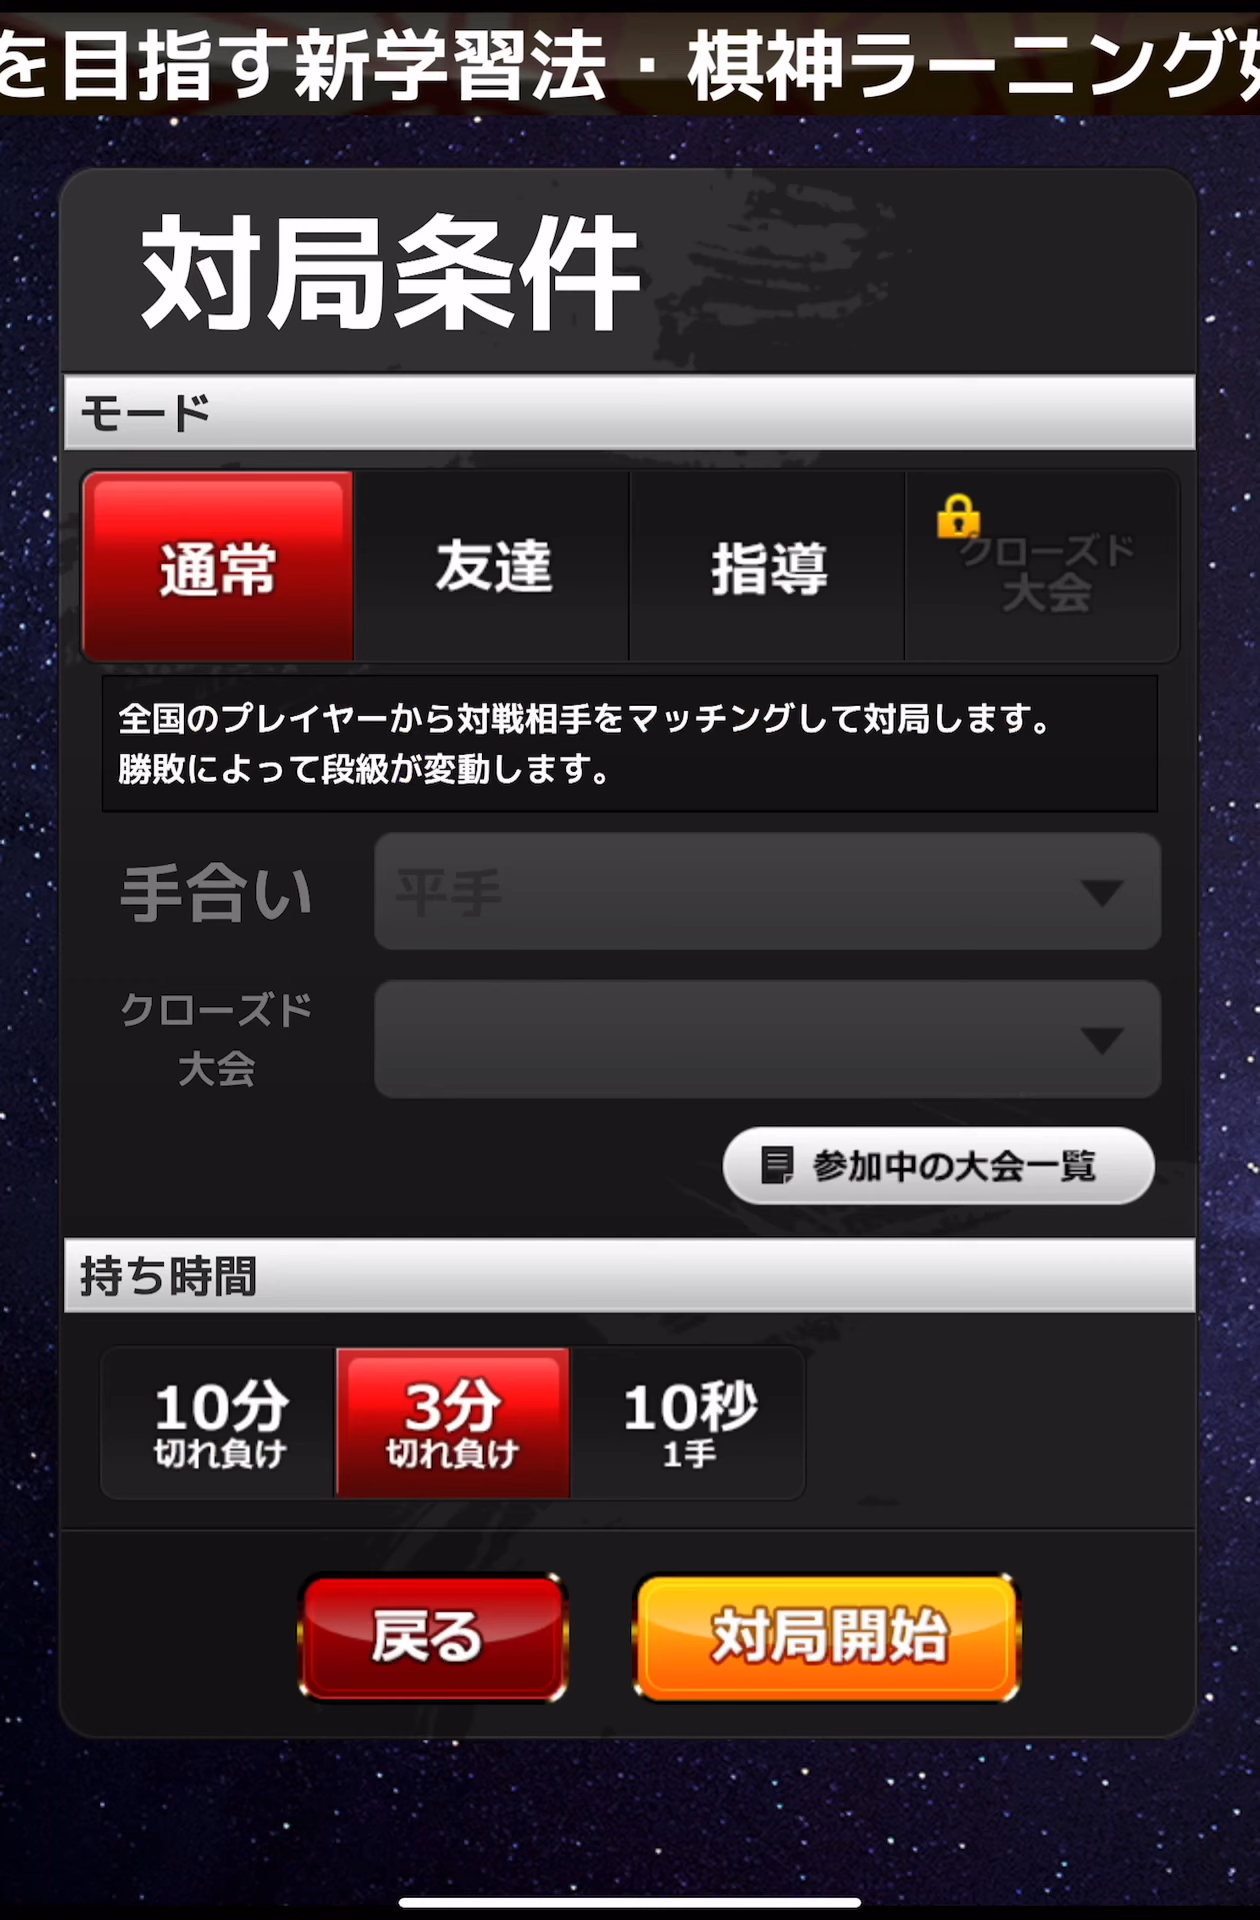 を目指す新学習法・棋神ラーニング
対局条件
モード
通常
友達
指導
クローズド
大会
全国のプレイヤーから対戦相手をマッチングして対局します。
勝敗によって段級が変動します。
手合い
平手
クローズド
大会
参加中の大会一覧
持ち時間
10分
切れ負け
3分
切れ負け
10秒
1手
戻る
対局開始